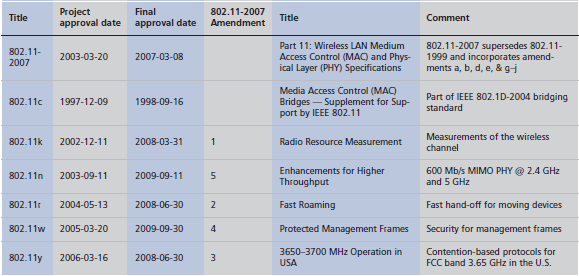 Title
Project approval date
Final approval date
802.11-2007 Amendment
Title
Comment
802.11-
2007
2003-03-20
2007-03-08
Part 11: Wireless LAN Medium
Access Control (MAC) and Phys-
ical Layer (PHY) Specifications
802.11-2007 supersedes 802.11-
1999 and incorporates amend-
ments a, b, d, e, & g–j
802.11c
1997-12-09
1998-09-16
Media Access Control (MAC)
Bridges — Supplement for Sup-
port by IEEE 802.11
Part of IEEE 802.1D-2004 bridging
standard
802.11k
2002-12-11
2008-03-31
1
Radio Resource Measurement
Measurements of the wireless
channel
802.11n
2003-09-11
2009-09-11
5
Enhancements for Higher
Throughput
600 Mb/s MIMO PHY @ 2.4 GHz
and 5 GHz
802.11r
2004-05-13
2008-06-30
2
Fast Roaming
Fast hand-off for moving devices
802.11w
2005-03-20
2009-09-30
4
Protected Management Frames
Security for management frames
802.11y
2006-03-16
2008-06-30
3
3650–3700 MHz Operation in
USA
Contention-based protocols for
FCC band 3.65 GHz in the U.S.